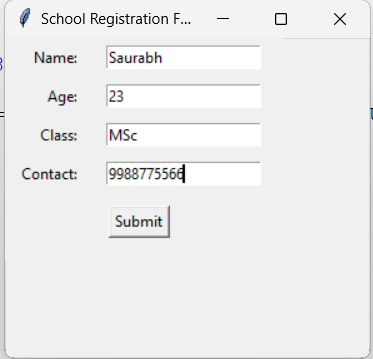 School Registration F...
Name: Saurabh
Age: 23
Class: MSc
Contact: 9988775566
Submit